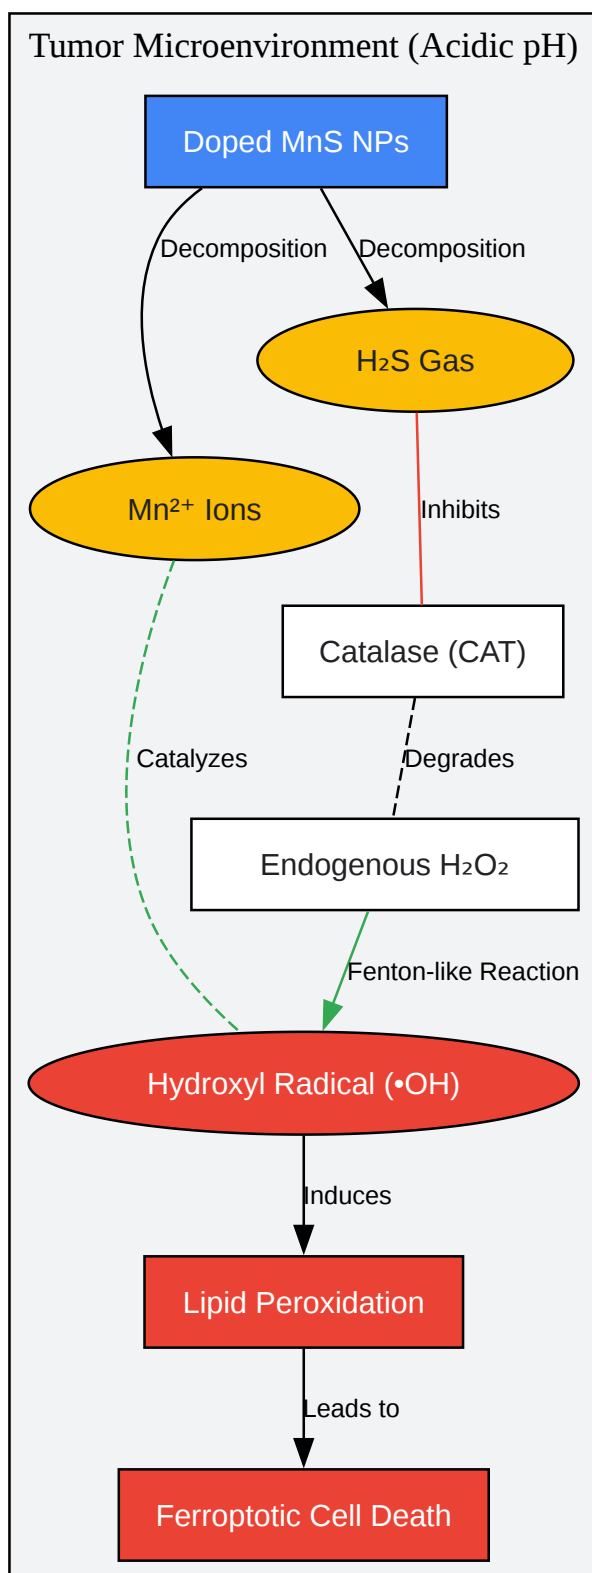 Tumor Microenvironment (Acidic pH)
Doped MnS NPs
Decomposition
Decomposition
H₂S Gas
Mn²⁺ Ions
Inhibits
Catalase (CAT)
Catalyzes
Degrades
Endogenous H₂O₂
Fenton-like Reaction
Hydroxyl Radical (•OH)
Induces
Lipid Peroxidation
Leads to
Ferroptotic Cell Death